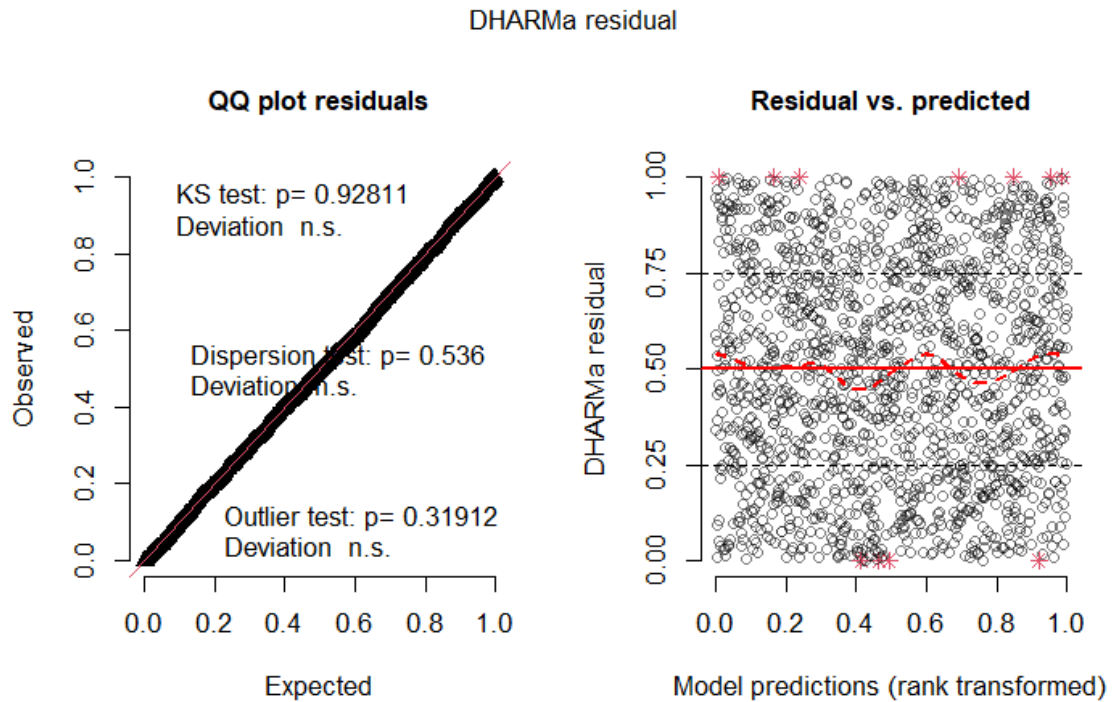 DHARMa residual
QQ plot residuals
KS test: p= 0.92811
Deviation  n.s.
Dispersion test: p= 0.536
Deviation n.s.
Outlier test: p= 0.31912
Deviation  n.s.
Observed
0.0
0.2
0.4
0.6
0.8
1.0
0.0 0.2 0.4 0.6 0.8 1.0
Expected
Residual vs. predicted
DHARMa residual
0.00
0.25
0.50
0.75
1.00
0.0 0.2 0.4 0.6 0.8 1.0
Model predictions (rank transformed)